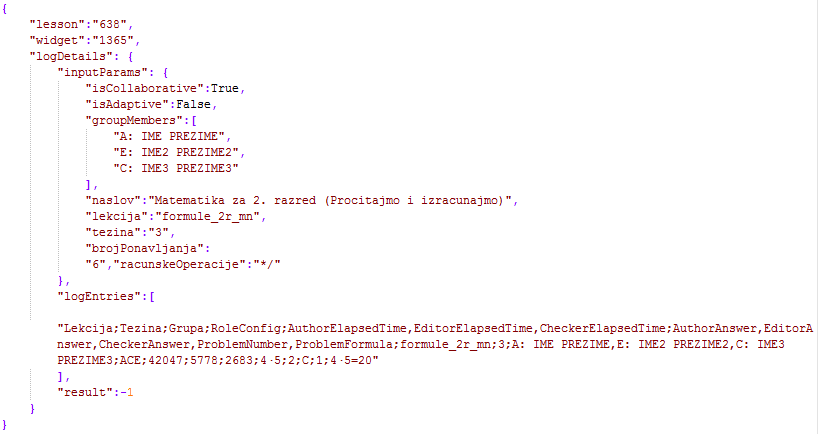 {
"lesson":"638",
"widget":"1365",
"logDetails": {
"inputParams": {
"isCollaborative":True,
"isAdaptive":False,
"groupMembers":[
"A: IME PREZIME",
"E: IME2 PREZIME2",
"C: IME3 PREZIME3"
],
"naslov":"Matematika za 2. razred (Procitajmo i izracunajmo)",
"lekcija":"formule_2r_mn",
"tezina":"3",
"brojPonavljanja":
"6","racunskeOperacije":"*/"
},
"logEntries":[
"Lekcija;Tezina;Grupa;RoleConfig;AuthorElapsedTime,EditorElapsedTime,CheckerElapsedTime;AuthorAnswer,EditorA
nswer,CheckerAnswer,ProblemNumber,ProblemFormula;formule_2r_mn;3;A: IME PREZIME,E: IME2 PREZIME2,C: IME3
PREZIME3;ACE;42047;5778;2683;4·5;2;C;1;4·5=20"
],
"result":-1
}
}